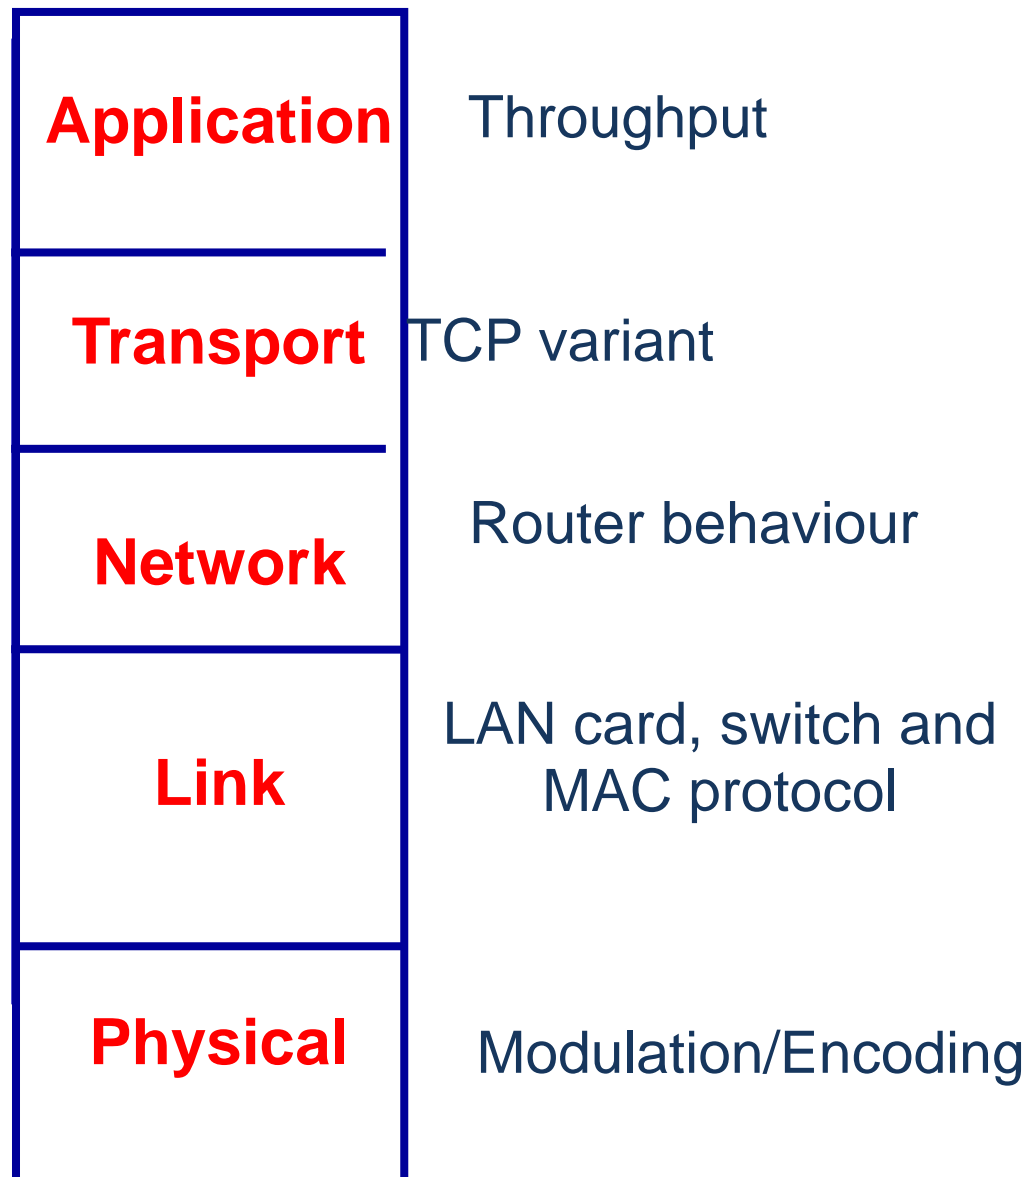 Application
Throughput
Transport
TCP variant
Router behaviour
Network
LAN card, switch and
MAC protocol
Link
Physical
Modulation/Encoding